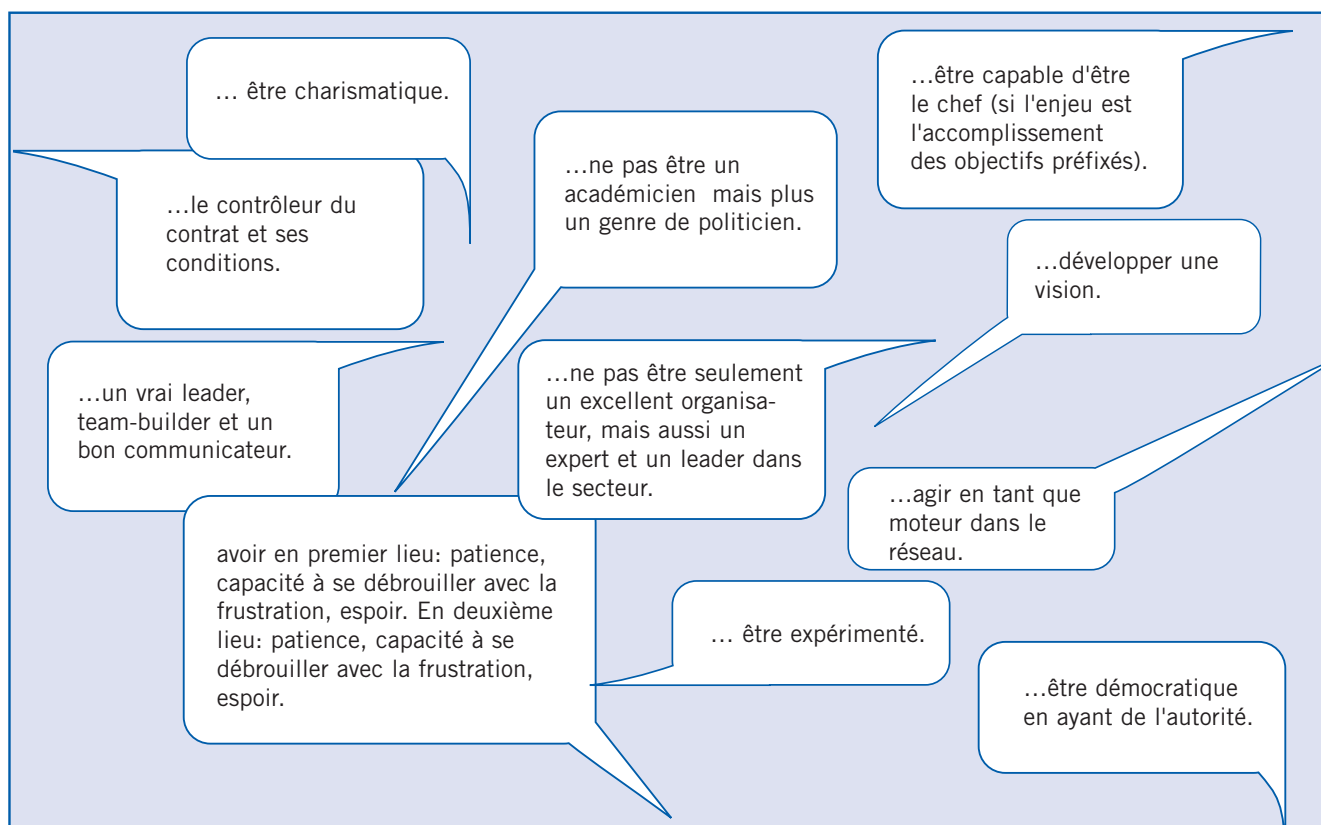 … être charismatique.
…être capable d'être
le chef (si l'enjeu est
l'accomplissement
des objectifs préfixés).
…le contrôleur du
contrat et ses
conditions.
…ne pas être un
académicien mais plus
un genre de politicien.
…développer une
vision.
…un vrai leader,
team-builder et un
bon communicateur.
…ne pas être seulement
un excellent organisa-
teur, mais aussi un
expert et un leader dans
le secteur.
…agir en tant que
moteur dans le
réseau.
avoir en premier lieu: patience,
capacité à se débrouiller avec la
frustration, espoir. En deuxième
lieu: patience, capacité à se
débrouiller avec la frustration,
espoir.
… être expérimenté.
…être démocratique
en ayant de l'autorité.